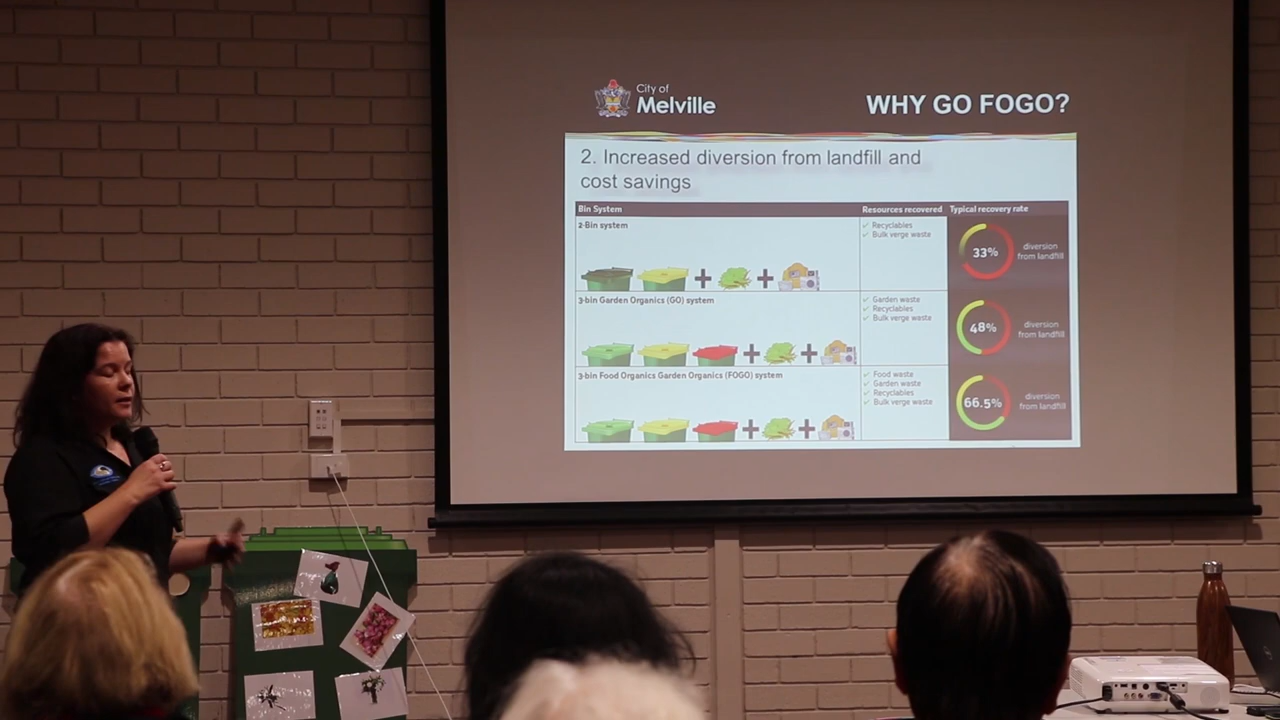 City of
Melville
WHY GO FOGO?
2. Increased diversion from landfill and
cost savings
Bin System
Resources recovered
Typical recovery rate
2-Bin system
✓ Recyclables
✓ Bulk verge waste
33%
diversion
from landfill
+
+
3-bin Garden Organics (GO) system
✓ Garden waste
✓ Recyclables
✓ Bulk verge waste
48%
diversion
from landfill
+
+
3-bin Food Organics Garden Organics (FOGO) system
✓ Food waste
✓ Garden waste
✓ Recyclables
✓ Bulk verge waste
66.5%
diversion
from landfill
+
+